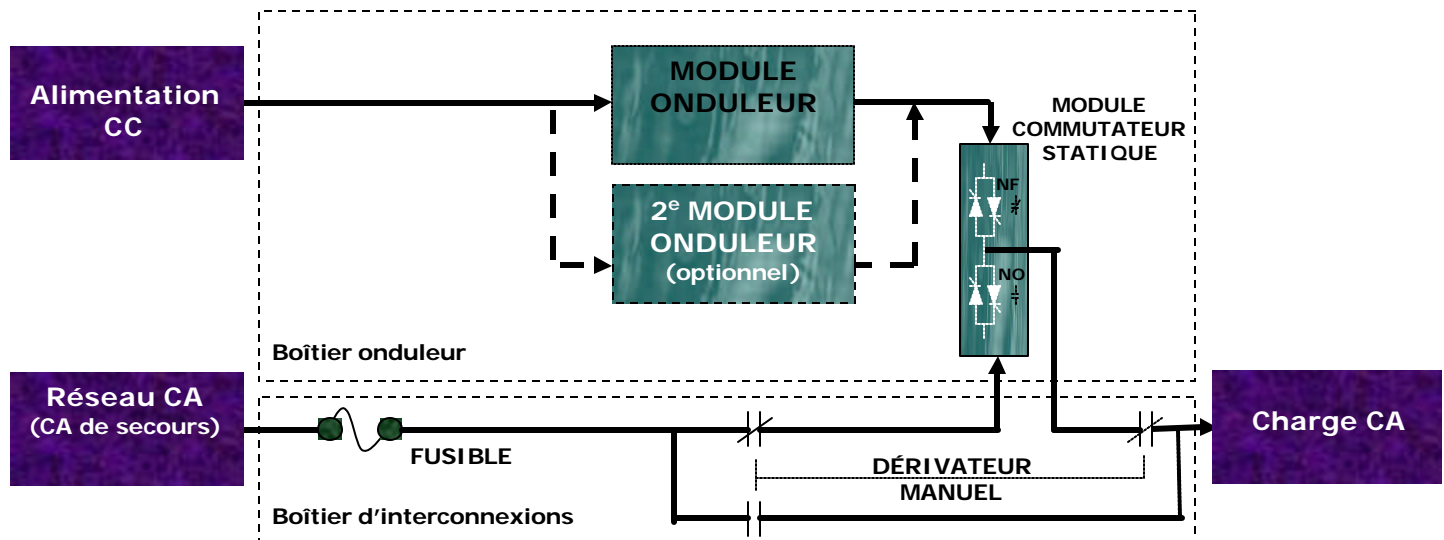 Alimentation
CC
MODULE
ONDULEUR
MODULE
COMMUTATEUR
STATIQUE
2e MODULE
ONDULEUR
(optionnel)
NF
NO
Boîtier onduleur
Réseau CA
(CA de secours)
FUSIBLE
DÉRIVATEUR
MANUEL
Charge CA
Boîtier d'interconnexions